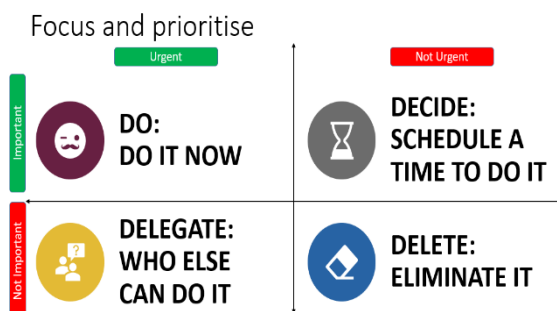 Focus and prioritise
Urgent
Not Urgent
Important
DO:
DO IT NOW
DECIDE:
SCHEDULE A
TIME TO DO IT
Not Important
DELEGATE:
WHO ELSE
CAN DO IT
?
DELETE:
ELIMINATE IT